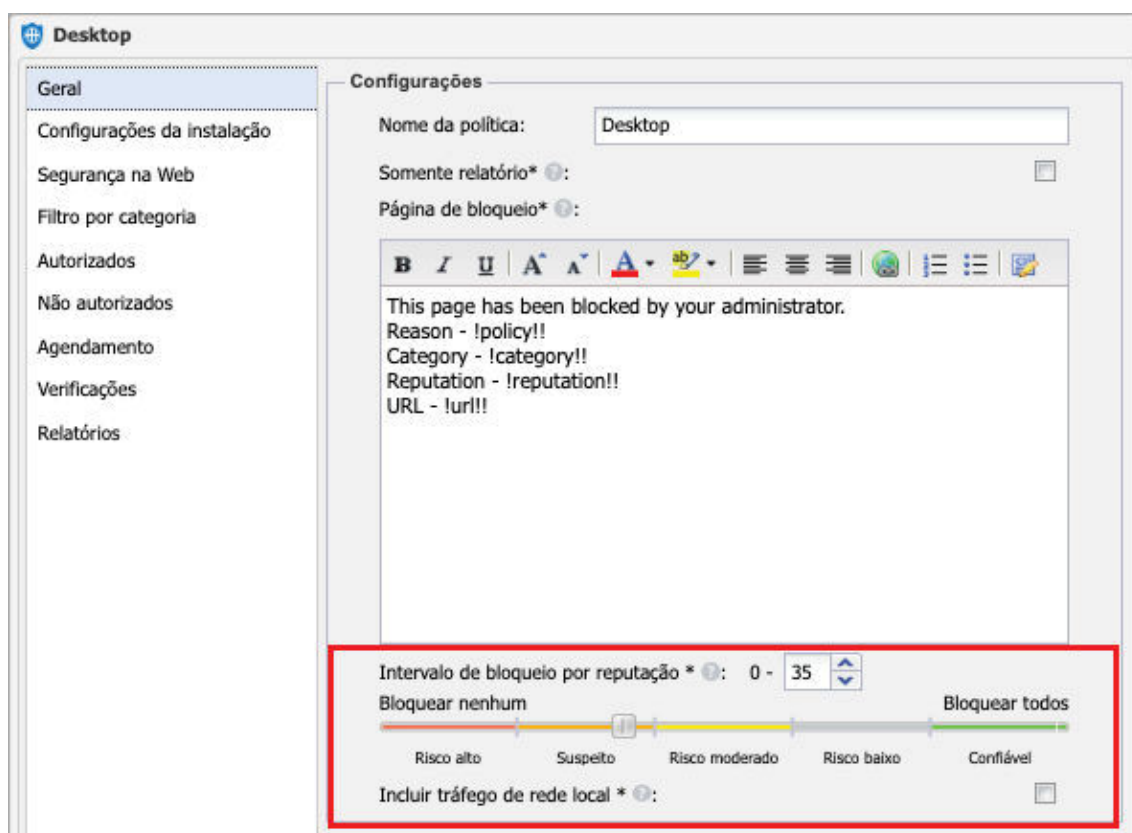 Desktop
Geral
Configurações da instalação
Segurança na Web
Filtro por categoria
Autorizados
Não autorizados
Agendamento
Verificações
Relatórios
Configurações
Nome da política: Desktop
Somente relatório* :
Página de bloqueio* :
B I U A A A ab
This page has been blocked by your administrator.
Reason - !policy!!
Category - !category!!
Reputation - !reputation!!
URL - !url!!
Intervalo de bloqueio por reputação * : 0 - 35
Bloquear nenhum Bloquear todos
Risco alto Suspeito Risco moderado Risco baixo Confiável
Incluir tráfego de rede local * :